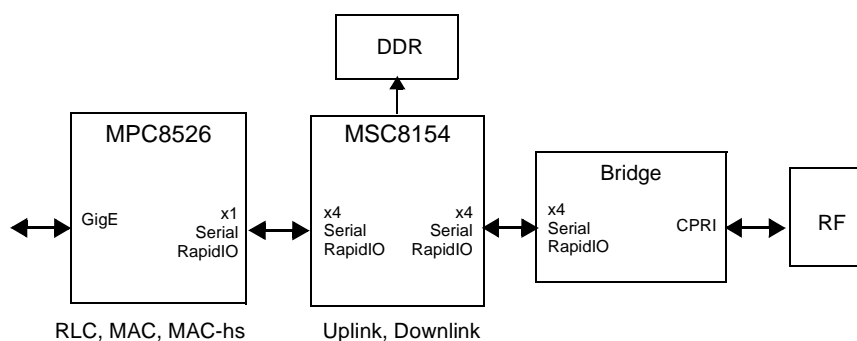 DDR
MPC8526
MSC8154
Bridge
RF
GigE
x1
Serial
RapidIO
x4
Serial
RapidIO
x4
Serial
RapidIO
x4
Serial
RapidIO
CPRI
RLC, MAC, MAC-hs
Uplink, Downlink